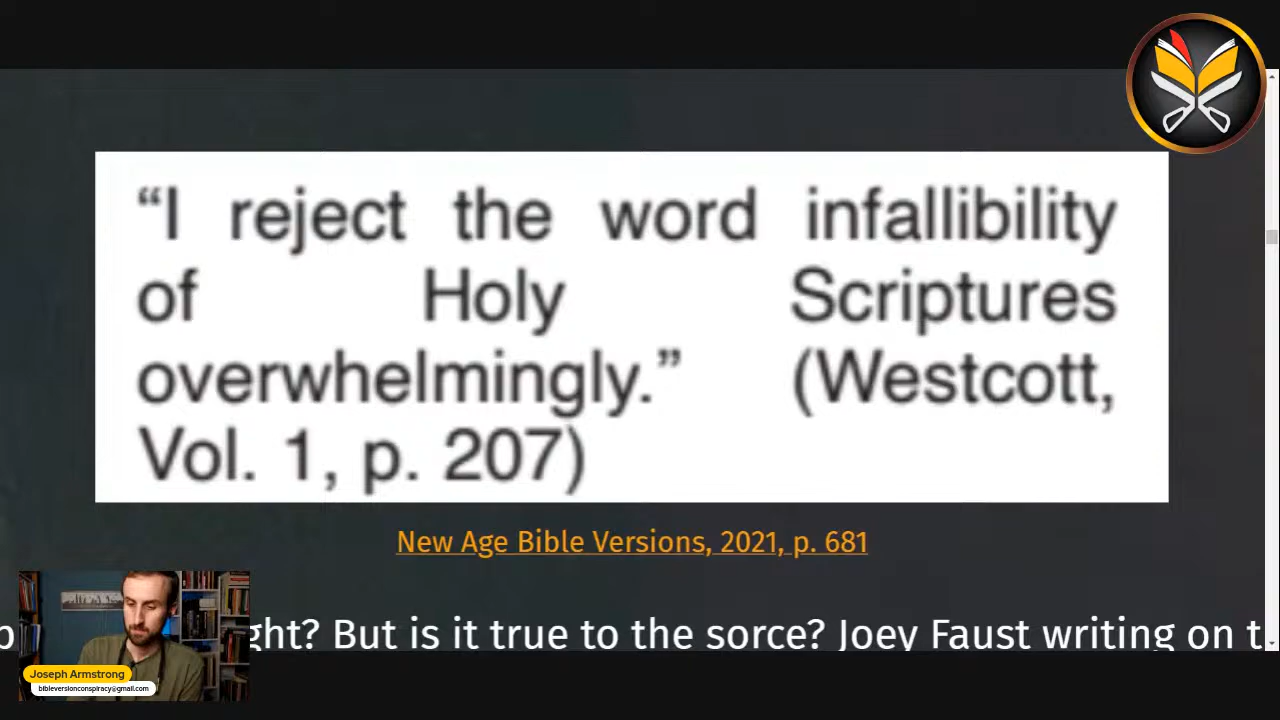 “I reject the word infallibility
of Holy Scriptures
overwhelmingly.” (Westcott,
Vol. 1, p. 207)
New Age Bible Versions, 2021, p. 681
ght? But is it true to the sorce? Joey Faust writing on t
Joseph Armstrong
bibleversionconspiracy@gmail.com